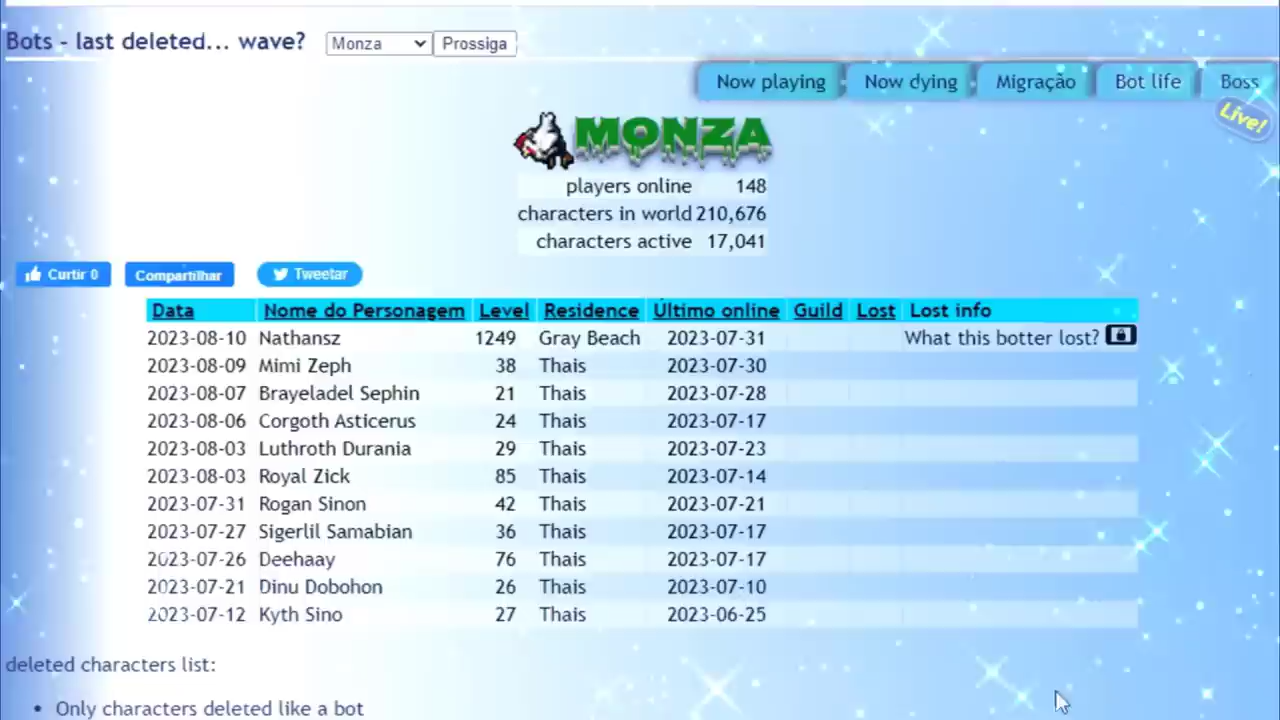 Bots - last deleted... wave? Monza Prossiga
Now playing Now dying Migração Bot life Boss
Live!
MONZA
players online 148
characters in world 210,676
characters active 17,041
Curtir 0 Compartilhar Tweetar
Data Nome do Personagem Level Residence Último online Guild Lost Lost info
2023-08-10 Nathansz 1249 Gray Beach 2023-07-31 What this botter lost?
2023-08-09 Mimi Zeph 38 Thais 2023-07-30
2023-08-07 Brayeladel Sephin 21 Thais 2023-07-28
2023-08-06 Corgoth Asticerus 24 Thais 2023-07-17
2023-08-03 Luthroth Durania 29 Thais 2023-07-23
2023-08-03 Royal Zick 85 Thais 2023-07-14
2023-07-31 Rogan Sinon 42 Thais 2023-07-21
2023-07-27 Sigerlil Samabian 36 Thais 2023-07-17
2023-07-26 Deehaay 76 Thais 2023-07-17
2023-07-21 Dinu Dobohon 26 Thais 2023-07-10
2023-07-12 Kyth Sino 27 Thais 2023-06-25
deleted characters list:
• Only characters deleted like a bot